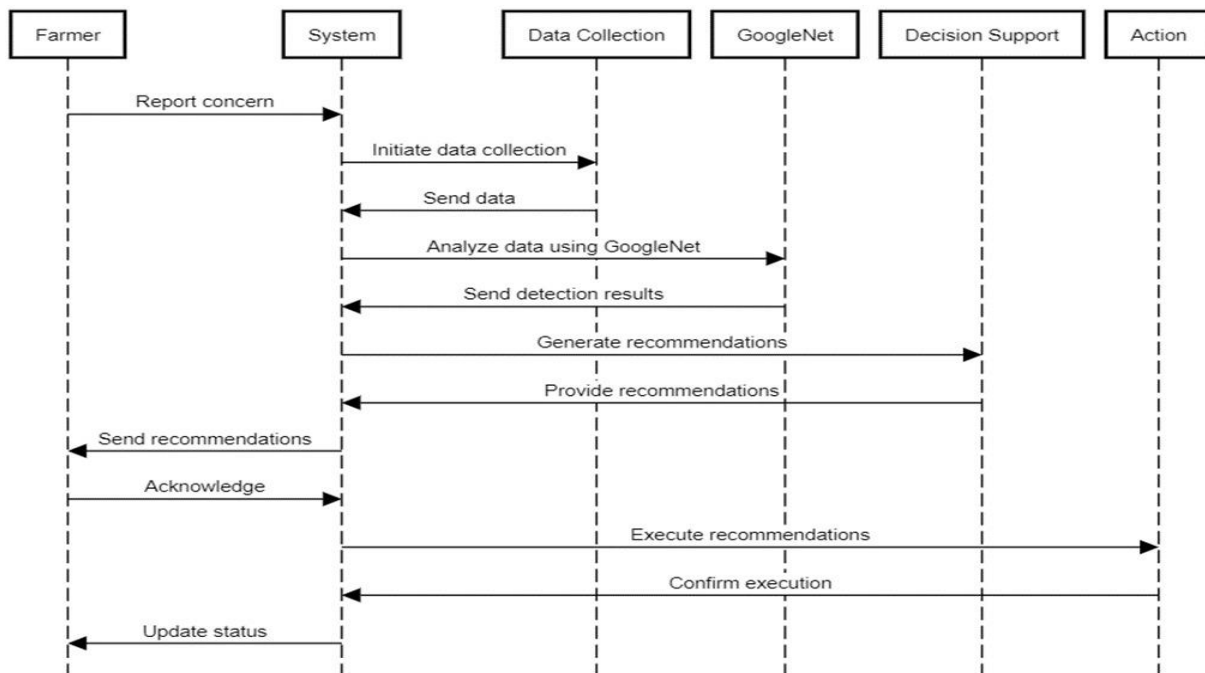 Farmer
System
Data Collection
GoogleNet
Decision Support
Action
Report concern
Initiate data collection
Send data
Analyze data using GoogleNet
Send detection results
Generate recommendations
Provide recommendations
Send recommendations
Acknowledge
Execute recommendations
Confirm execution
Update status